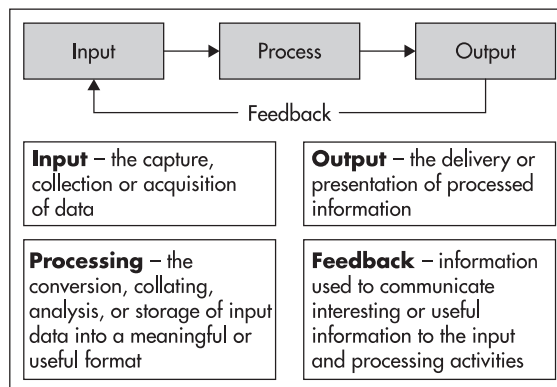 Input
Process
Output
Feedback
Input – the capture,
collection or acquisition
of data
Output – the delivery or
presentation of processed
information
Processing – the
conversion, collating,
analysis, or storage of input
data into a meaningful or
useful format
Feedback – information
used to communicate
interesting or useful
information to the input
and processing activities